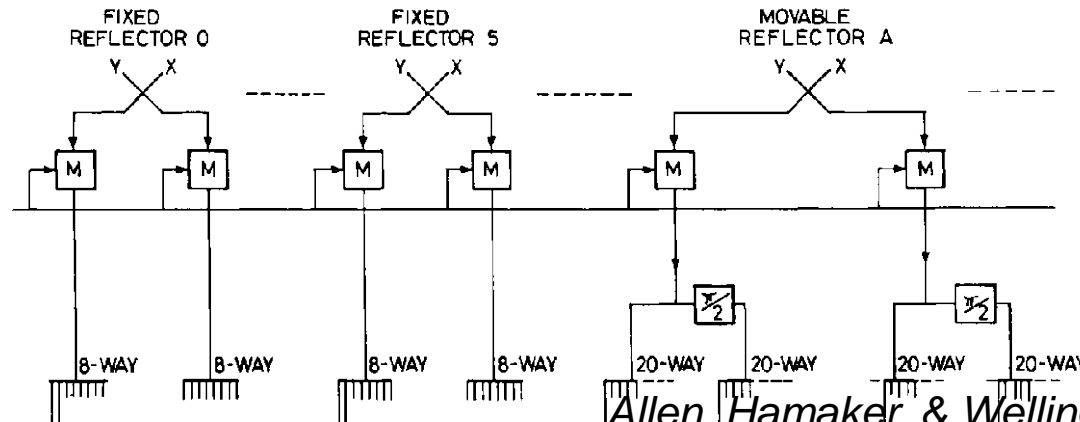 FIXED
REFLECTOR 0
FIXED
REFLECTOR 5
MOVABLE
REFLECTOR A
Y X
Y X
Y X
M M M M M M
π/2 π/2
8-WAY 8-WAY 8-WAY 8-WAY 20-WAY 20-WAY 20-WAY 20-WAY
Allen, Hamaker & Welling